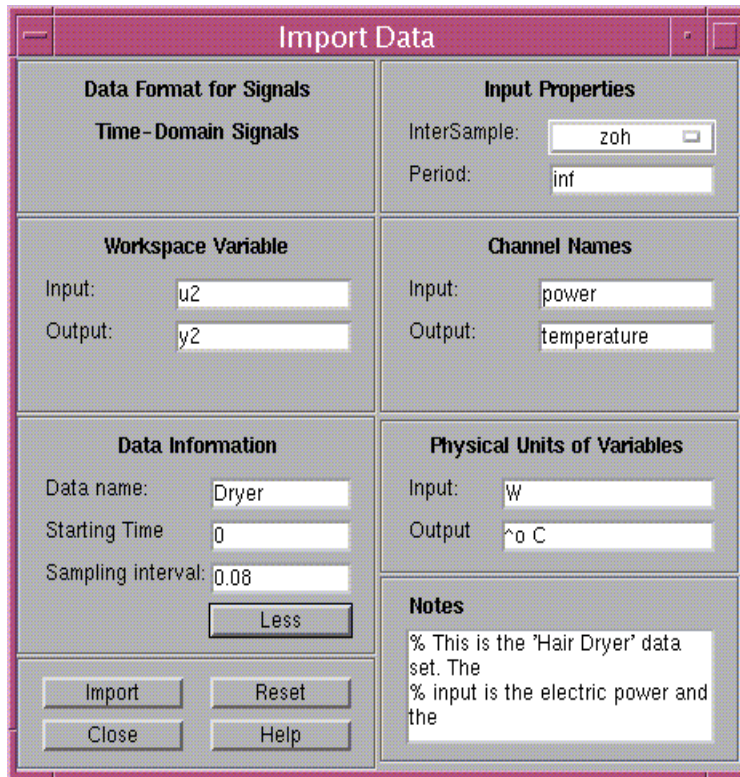 Import Data
Data Format for Signals
Time-Domain Signals
Input Properties
InterSample: zoh
Period: inf
Workspace Variable
Input: u2
Output: y2
Channel Names
Input: power
Output: temperature
Data Information
Data name: Dryer
Starting Time 0
Sampling interval: 0.08
Less
Physical Units of Variables
Input: W
Output ^o C
Notes
% This is the 'Hair Dryer' data
set. The
% input is the electric power and
the
Import Reset
Close Help